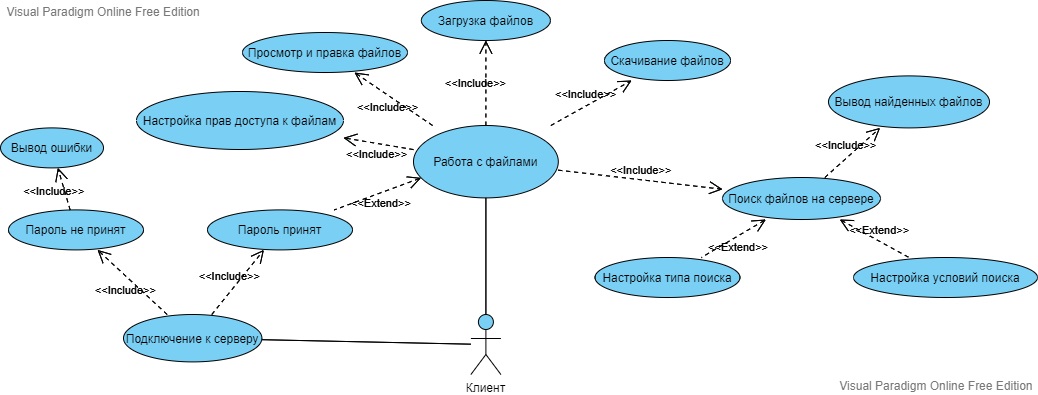 Visual Paradigm Online Free Edition
Загрузка файлов
Просмотр и правка файлов
Скачивание файлов
<<Include>>
<<Include>>
<<Include>>
Вывод найденных файлов
Настройка прав доступа к файлам
<<Include>>
Вывод ошибки
<<Include>>
Работа с файлами
<<Include>>
<<Include>>
Поиск файлов на сервере
<<Extend>>
Пароль не принят
Пароль принят
<<Extend>>
<<Extend>>
<<Include>>
Настройка типа поиска
Настройка условий поиска
<<Include>>
Подключение к серверу
Клиент
Visual Paradigm Online Free Edition